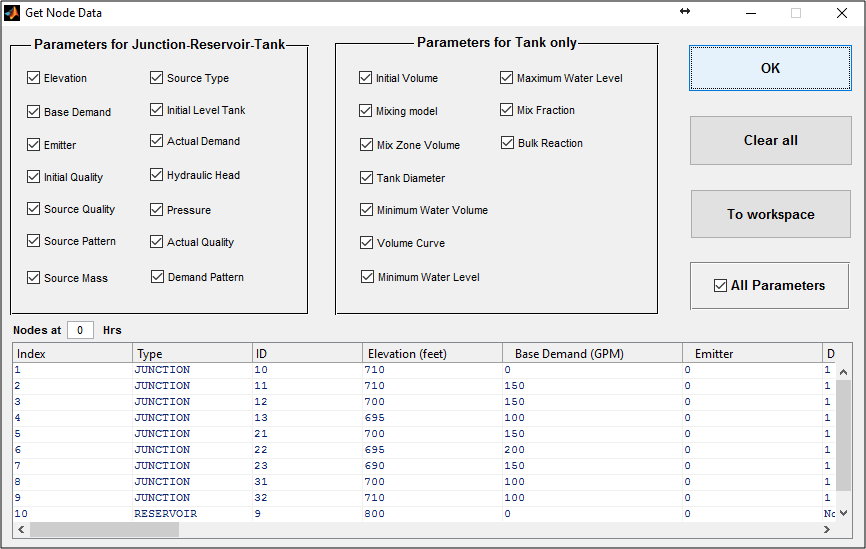 Get Node Data
Parameters for Junction-Reservoir-Tank
Elevation Source Type
Base Demand Initial Level Tank
Emitter Actual Demand
Initial Quality Hydraulic Head
Source Quality Pressure
Source Pattern Actual Quality
Source Mass Demand Pattern
Parameters for Tank only
Initial Volume Maximum Water Level
Mixing model Mix Fraction
Mix Zone Volume Bulk Reaction
Tank Diameter
Minimum Water Volume
Volume Curve
Minimum Water Level
OK
Clear all
To workspace
All Parameters
Nodes at 0 Hrs
Index Type ID Elevation (feet) Base Demand (GPM) Emitter D
1 JUNCTION 10 710 0 0 1
2 JUNCTION 11 710 150 0 1
3 JUNCTION 12 700 150 0 1
4 JUNCTION 13 695 100 0 1
5 JUNCTION 21 700 150 0 1
6 JUNCTION 22 695 200 0 1
7 JUNCTION 23 690 150 0 1
8 JUNCTION 31 700 100 0 1
9 JUNCTION 32 710 100 0 1
10 RESERVOIR 9 800 0 0 No